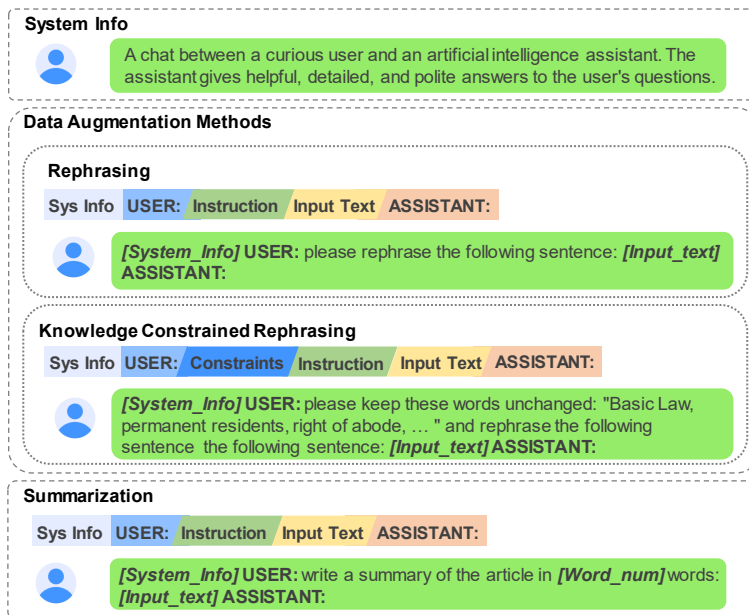 System Info
A chat between a curious user and an artificial intelligence assistant. The
assistant gives helpful, detailed, and polite answers to the user's questions.
Data Augmentation Methods
Rephrasing
Sys Info USER: Instruction Input Text ASSISTANT:
[System_Info] USER: please rephrase the following sentence: [Input_text]
ASSISTANT:
Knowledge Constrained Rephrasing
Sys Info USER: Constraints Instruction Input Text ASSISTANT:
[System_Info] USER: please keep these words unchanged: "Basic Law,
permanent residents, right of abode, … " and rephrase the following
sentence the following sentence: [Input_text] ASSISTANT:
Summarization
Sys Info USER: Instruction Input Text ASSISTANT:
[System_Info] USER: write a summary of the article in [Word_num] words:
[Input_text] ASSISTANT: